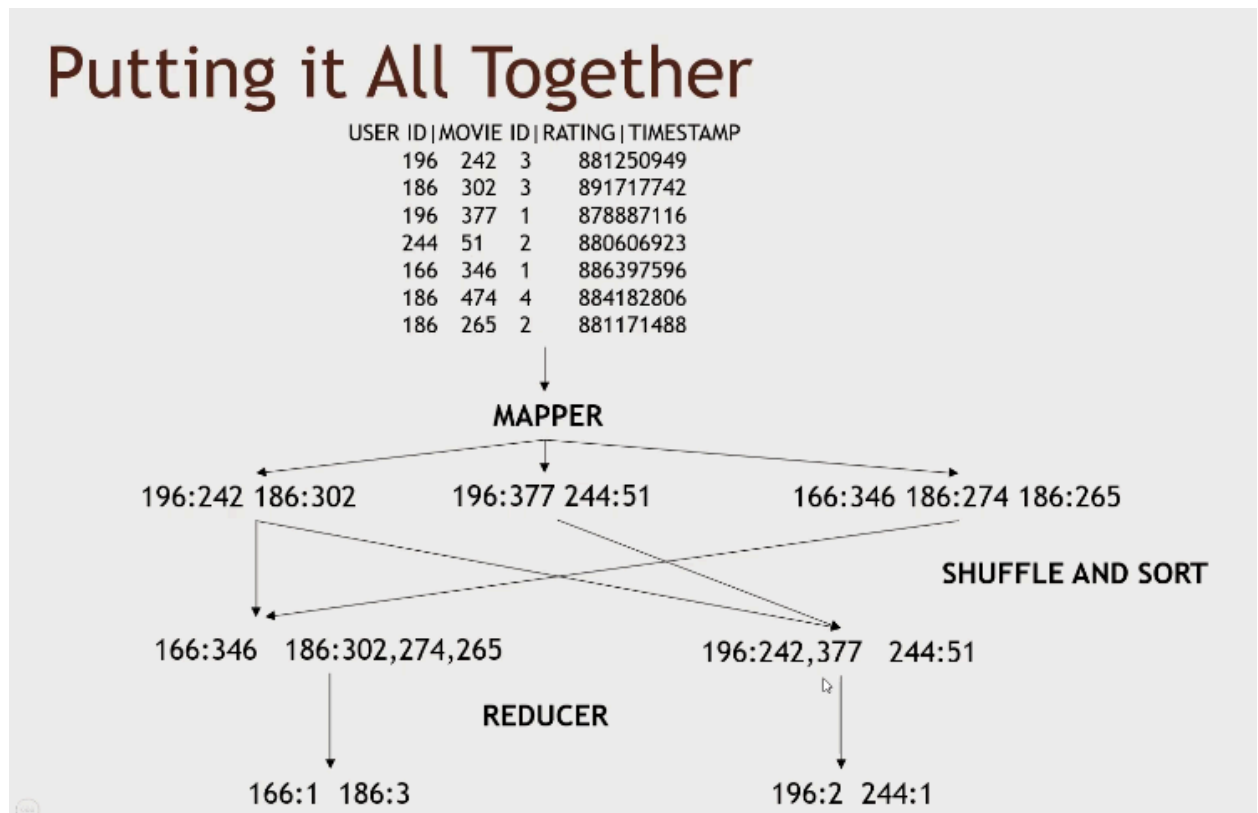 Putting it All Together
USER ID|MOVIE ID|RATING|TIMESTAMP
196 242 3 881250949
186 302 3 891717742
196 377 1 878887116
244 51 2 880606923
166 346 1 886397596
186 474 4 884182806
186 265 2 881171488
MAPPER
196:242 186:302 196:377 244:51 166:346 186:274 186:265
SHUFFLE AND SORT
166:346 186:302,274,265 196:242,377 244:51
REDUCER
166:1 186:3 196:2 244:1